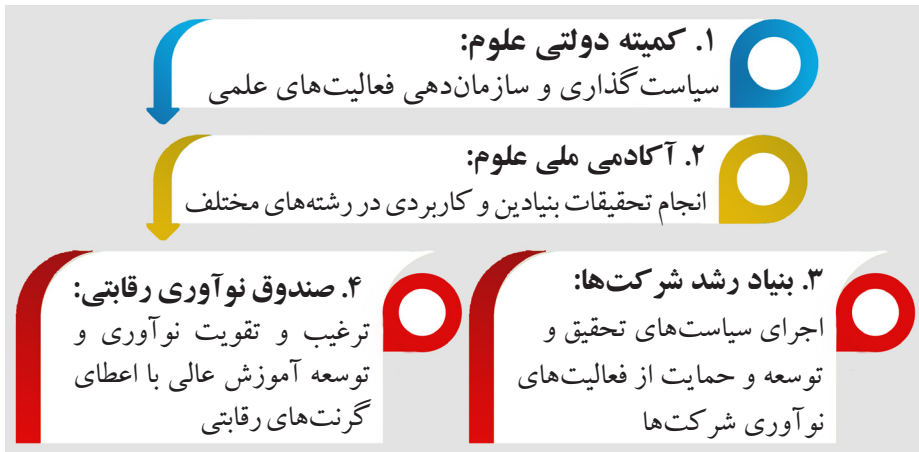 ۱. کمیته دولتی علوم:
سیاست‌گذاری و سازمان‌دهی فعالیت‌های علمی
۲. آکادمی ملی علوم:
انجام تحقیقات بنیادین و کاربردی در رشته‌های مختلف
۳. بنیاد رشد شرکت‌ها:
اجرای سیاست‌های تحقیق و
توسعه و حمایت از فعالیت‌های
نوآوری شرکت‌ها
۴. صندوق نوآوری رقابتی:
ترغیب و تقویت نوآوری و
توسعه آموزش عالی با اعطای
گرنت‌های رقابتی